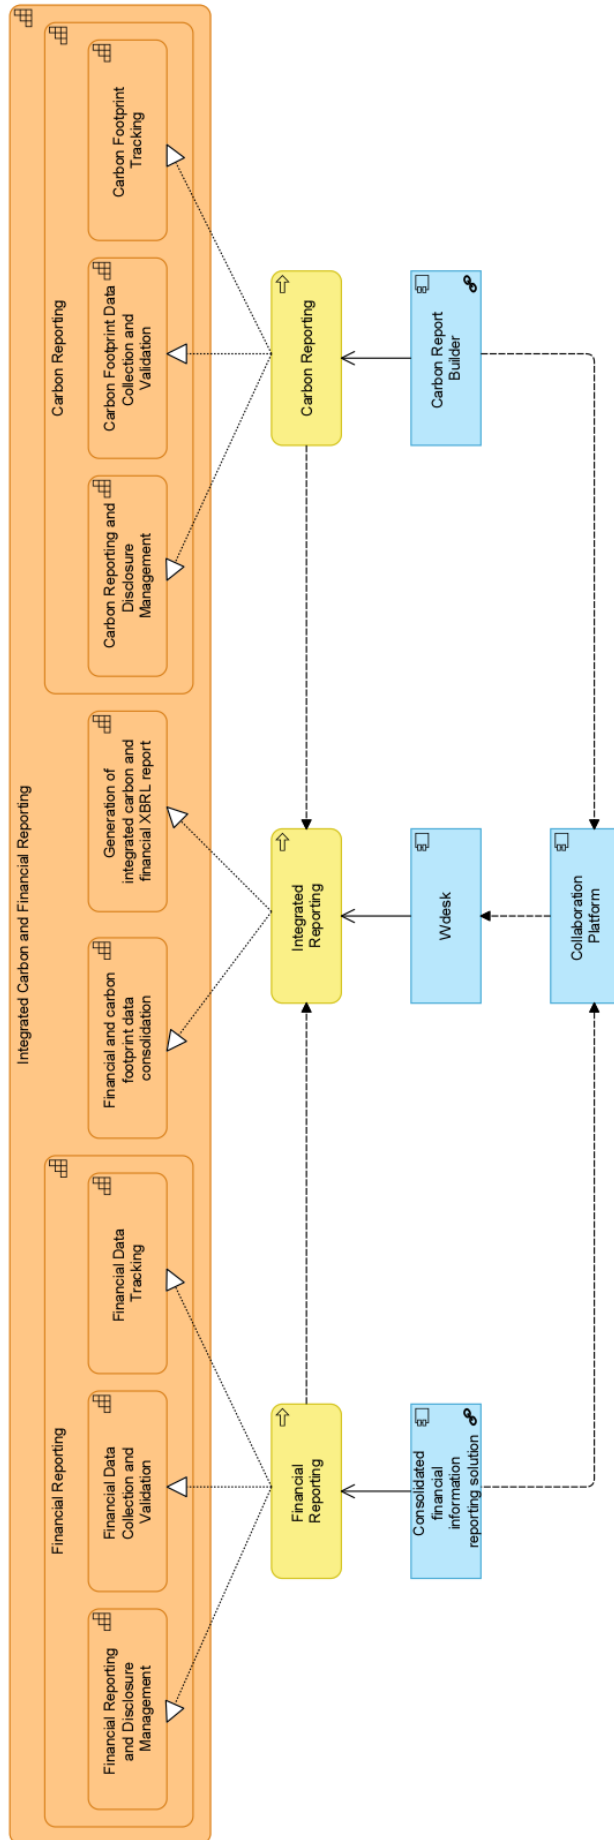 Integrated Carbon and Financial Reporting
Financial Reporting
Financial Reporting
and Disclosure
Management
Financial Data
Collection and
Validation
Financial Data
Tracking
Financial and carbon
footprint data
consolidation
Generation of
integrated carbon and
financial XBRL report
Carbon Reporting
Carbon Reporting and
Disclosure
Management
Carbon Footprint Data
Collection and
Validation
Carbon Footprint
Tracking
Financial
Reporting
Integrated
Reporting
Carbon Reporting
Consolidated
financial
information
reporting solution
Wdesk
Carbon Report
Builder
Collaboration
Platform